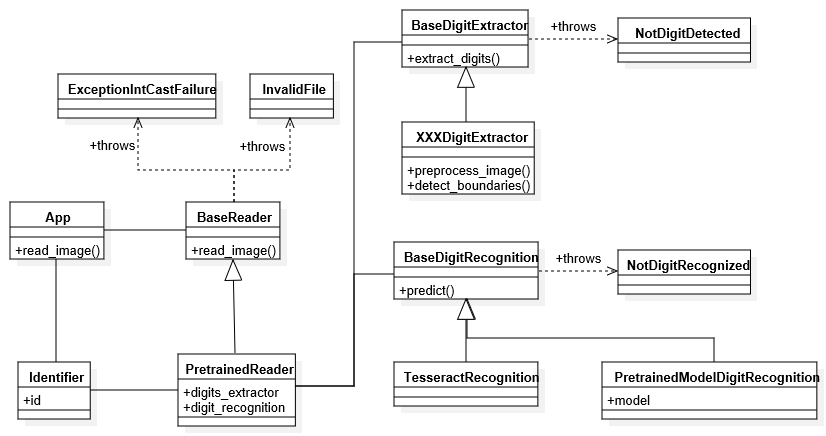 BaseDigitExtractor
+extract_digits()
+throws
NotDigitDetected
ExceptionIntCastFailure
InvalidFile
+throws
+throws
XXXDigitExtractor
+preprocess_image()
+detect_boundaries()
App
+read_image()
BaseReader
+read_image()
BaseDigitRecognition
+predict()
+throws
NotDigitRecognized
Identifier
+id
PretrainedReader
+digits_extractor
+digit_recognition
TesseractRecognition
PretrainedModelDigitRecognition
+model